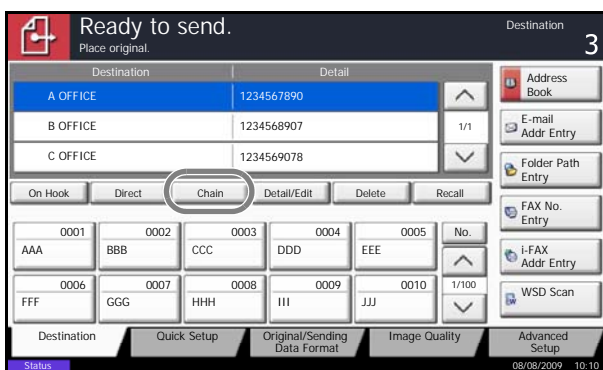 Ready to send.
Destination
Place original.
3
Destination Detail
A OFFICE 1234567890
B OFFICE 1234568907 1/1
C OFFICE 1234569078
Address
Book
E-mail
Addr Entry
Folder Path
Entry
FAX No.
Entry
i-FAX
Addr Entry
WSD Scan
On Hook Direct Chain Detail/Edit Delete Recall
0001 0002 0003 0004 0005 No.
AAA BBB CCC DDD EEE
0006 0007 0008 0009 0010 1/100
FFF GGG HHH III JJJ
Destination Quick Setup Original/Sending
Data Format Image Quality Advanced
Setup
Status 08/08/2009 10:10